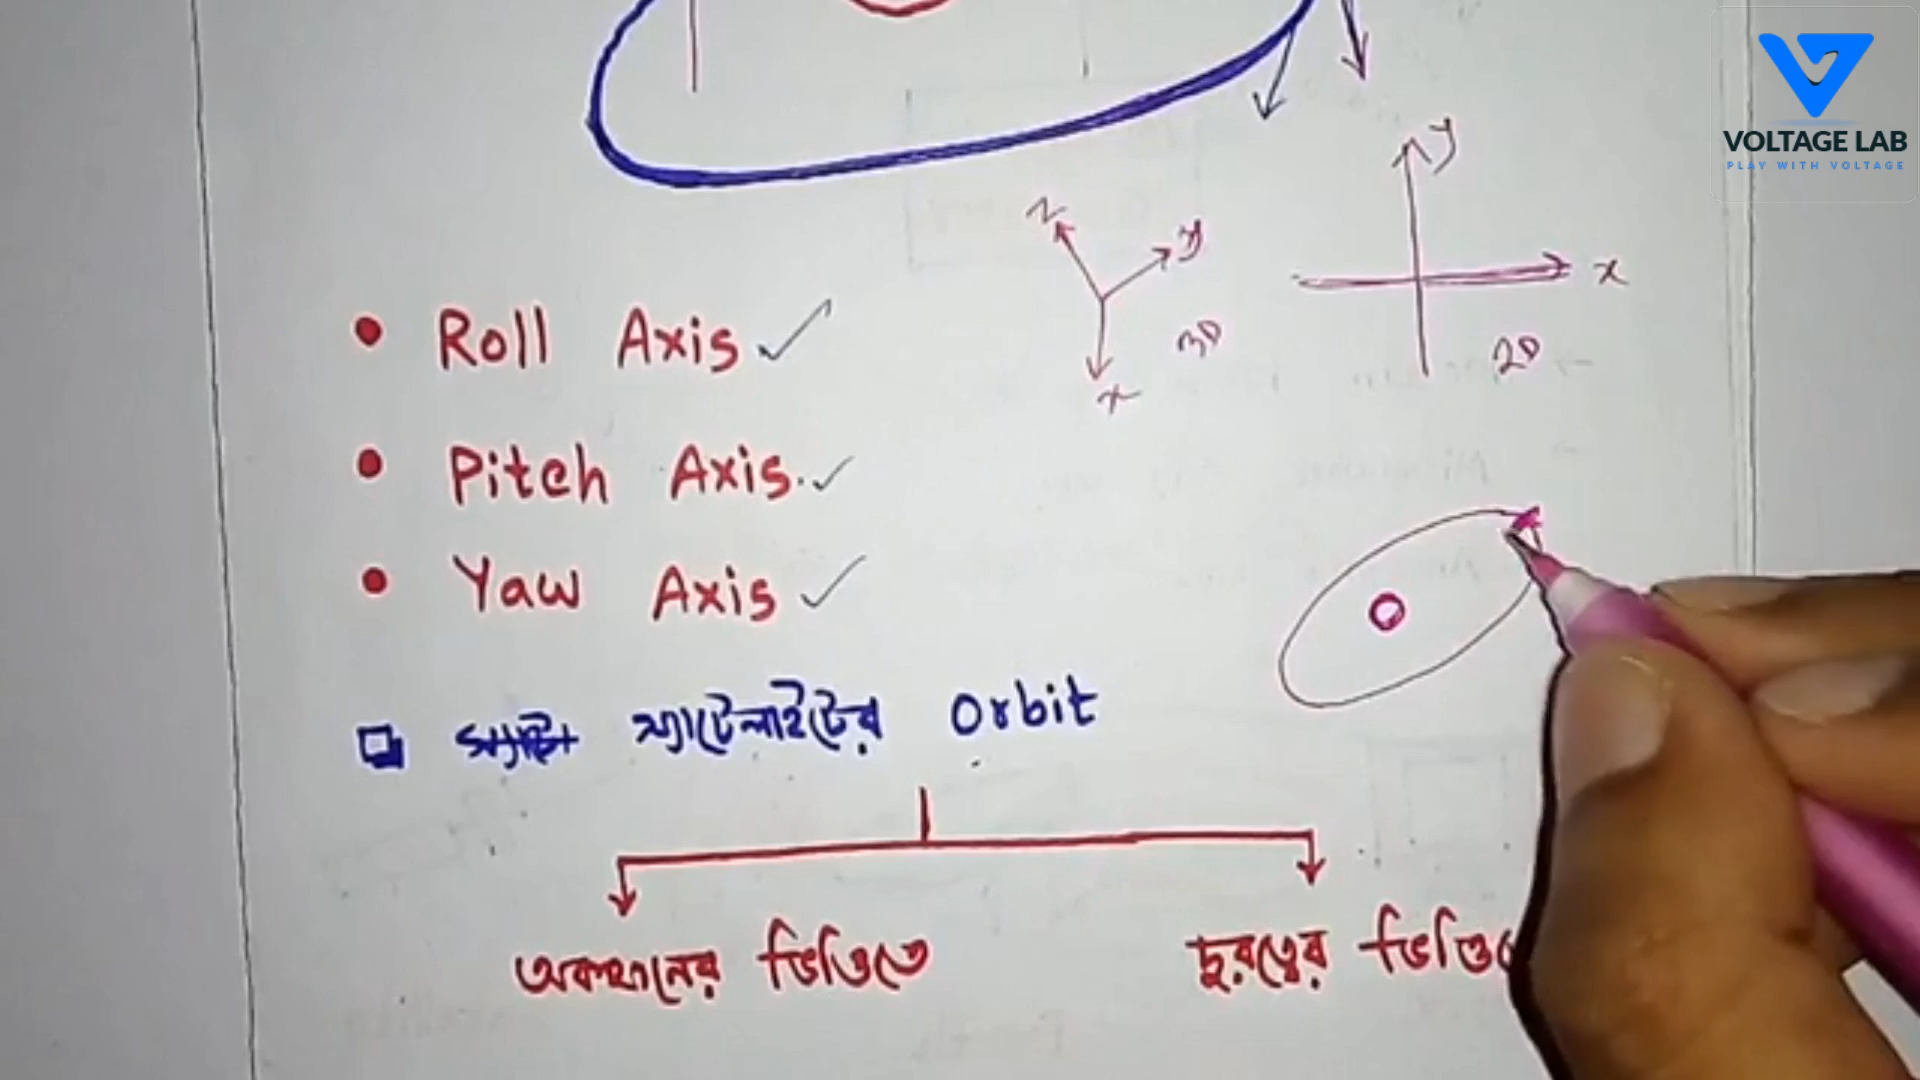 VOLTAGE LAB
PLAY WITH VOLTAGE
y
z
y
x
• Roll Axis ✓
3D
2D
x
• Pitch Axis. ✓
• Yaw Axis ✓
স্যাটেলাইটের Orbit
অবস্থানের ভিত্তিতে
দুরত্বের ভিত্তিতে